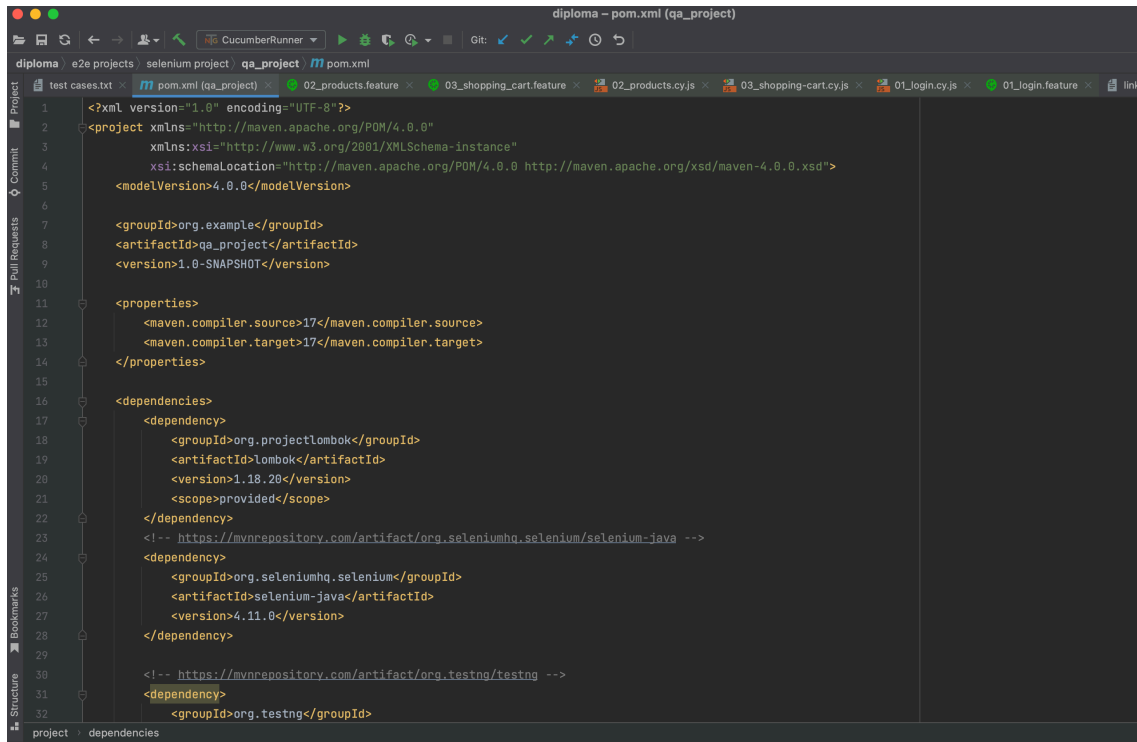 diploma – pom.xml (qa_project)
CucumberRunner
Git:
diploma › e2e projects › selenium project › qa_project › pom.xml
test cases.txt
pom.xml (qa_project)
02_products.feature
03_shopping_cart.feature
02_products.cy.js
03_shopping-cart.cy.js
01_login.cy.js
01_login.feature
Project
Commit
Pull Requests
Bookmarks
Structure
1 <?xml version="1.0" encoding="UTF-8"?>
2 <project xmlns="http://maven.apache.org/POM/4.0.0"
3 xmlns:xsi="http://www.w3.org/2001/XMLSchema-instance"
4 xsi:schemaLocation="http://maven.apache.org/POM/4.0.0 http://maven.apache.org/xsd/maven-4.0.0.xsd">
5 <modelVersion>4.0.0</modelVersion>
6
7 <groupId>org.example</groupId>
8 <artifactId>qa_project</artifactId>
9 <version>1.0-SNAPSHOT</version>
10
11 <properties>
12 <maven.compiler.source>17</maven.compiler.source>
13 <maven.compiler.target>17</maven.compiler.target>
14 </properties>
15
16 <dependencies>
17 <dependency>
18 <groupId>org.projectlombok</groupId>
19 <artifactId>lombok</artifactId>
20 <version>1.18.20</version>
21 <scope>provided</scope>
22 </dependency>
23 <!-- https://mvnrepository.com/artifact/org.seleniumhq.selenium/selenium-java -->
24 <dependency>
25 <groupId>org.seleniumhq.selenium</groupId>
26 <artifactId>selenium-java</artifactId>
27 <version>4.11.0</version>
28 </dependency>
29
30 <!-- https://mvnrepository.com/artifact/org.testng/testng -->
31 <dependency>
32 <groupId>org.testng</groupId>
project › dependencies